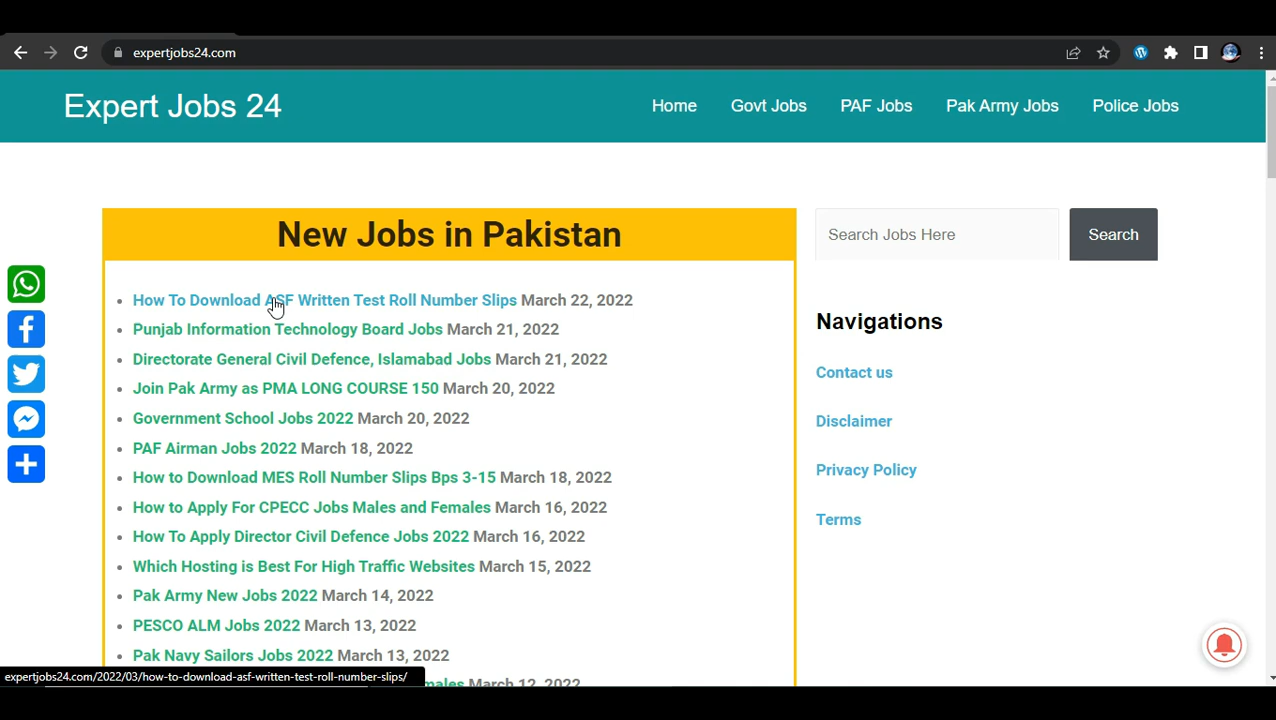 expertjobs24.com
Expert Jobs 24
Home Govt Jobs PAF Jobs Pak Army Jobs Police Jobs
New Jobs in Pakistan
How To Download ASF Written Test Roll Number Slips March 22, 2022
Punjab Information Technology Board Jobs March 21, 2022
Directorate General Civil Defence, Islamabad Jobs March 21, 2022
Join Pak Army as PMA LONG COURSE 150 March 20, 2022
Government School Jobs 2022 March 20, 2022
PAF Airman Jobs 2022 March 18, 2022
How to Download MES Roll Number Slips Bps 3-15 March 18, 2022
How to Apply For CPECC Jobs Males and Females March 16, 2022
How To Apply Director Civil Defence Jobs 2022 March 16, 2022
Which Hosting is Best For High Traffic Websites March 15, 2022
Pak Army New Jobs 2022 March 14, 2022
PESCO ALM Jobs 2022 March 13, 2022
Pak Navy Sailors Jobs 2022 March 13, 2022
March 12, 2022
Search Jobs Here
Search
Navigations
Contact us
Disclaimer
Privacy Policy
Terms
expertjobs24.com/2022/03/how-to-download-asf-written-test-roll-number-slips/